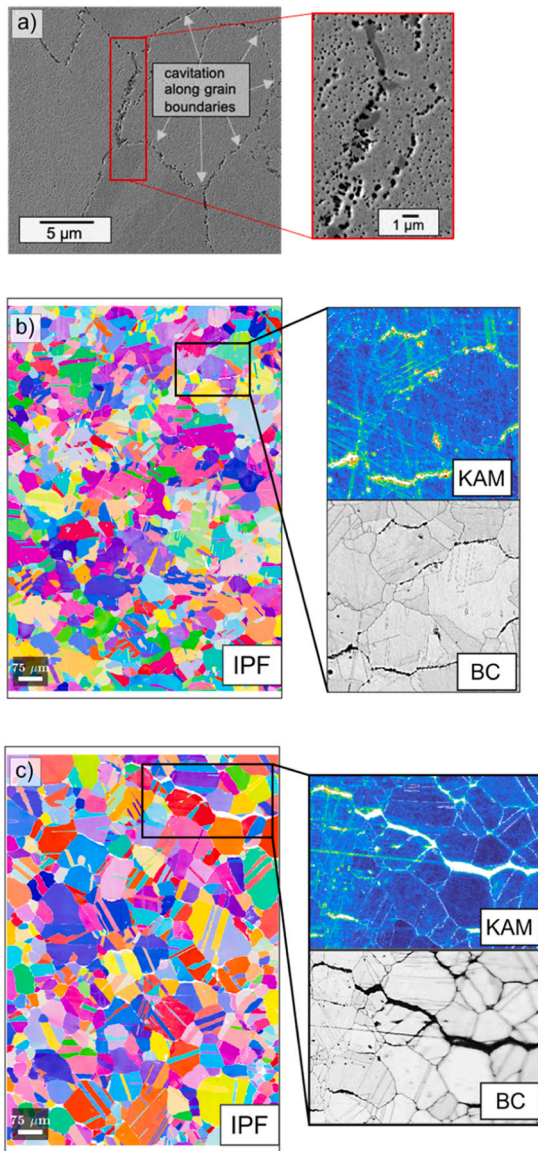 a)
cavitation
along grain
boundaries
5 µm
1 µm
b)
KAM
75 µm
IPF
BC
c)
KAM
75 µm
IPF
BC